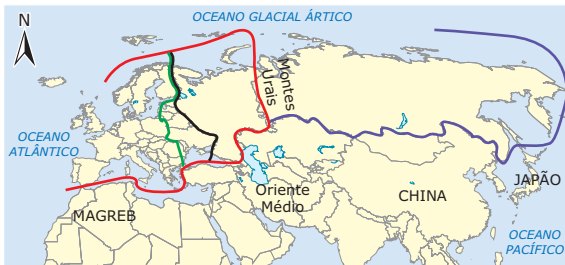 OCEANO GLACIAL ÁRTICO
N
Montes
Urais
OCEANO
ATLÂNTICO
Oriente
Médio
CHINA
JAPÃO
MAGREB
OCEANO
PACÍFICO